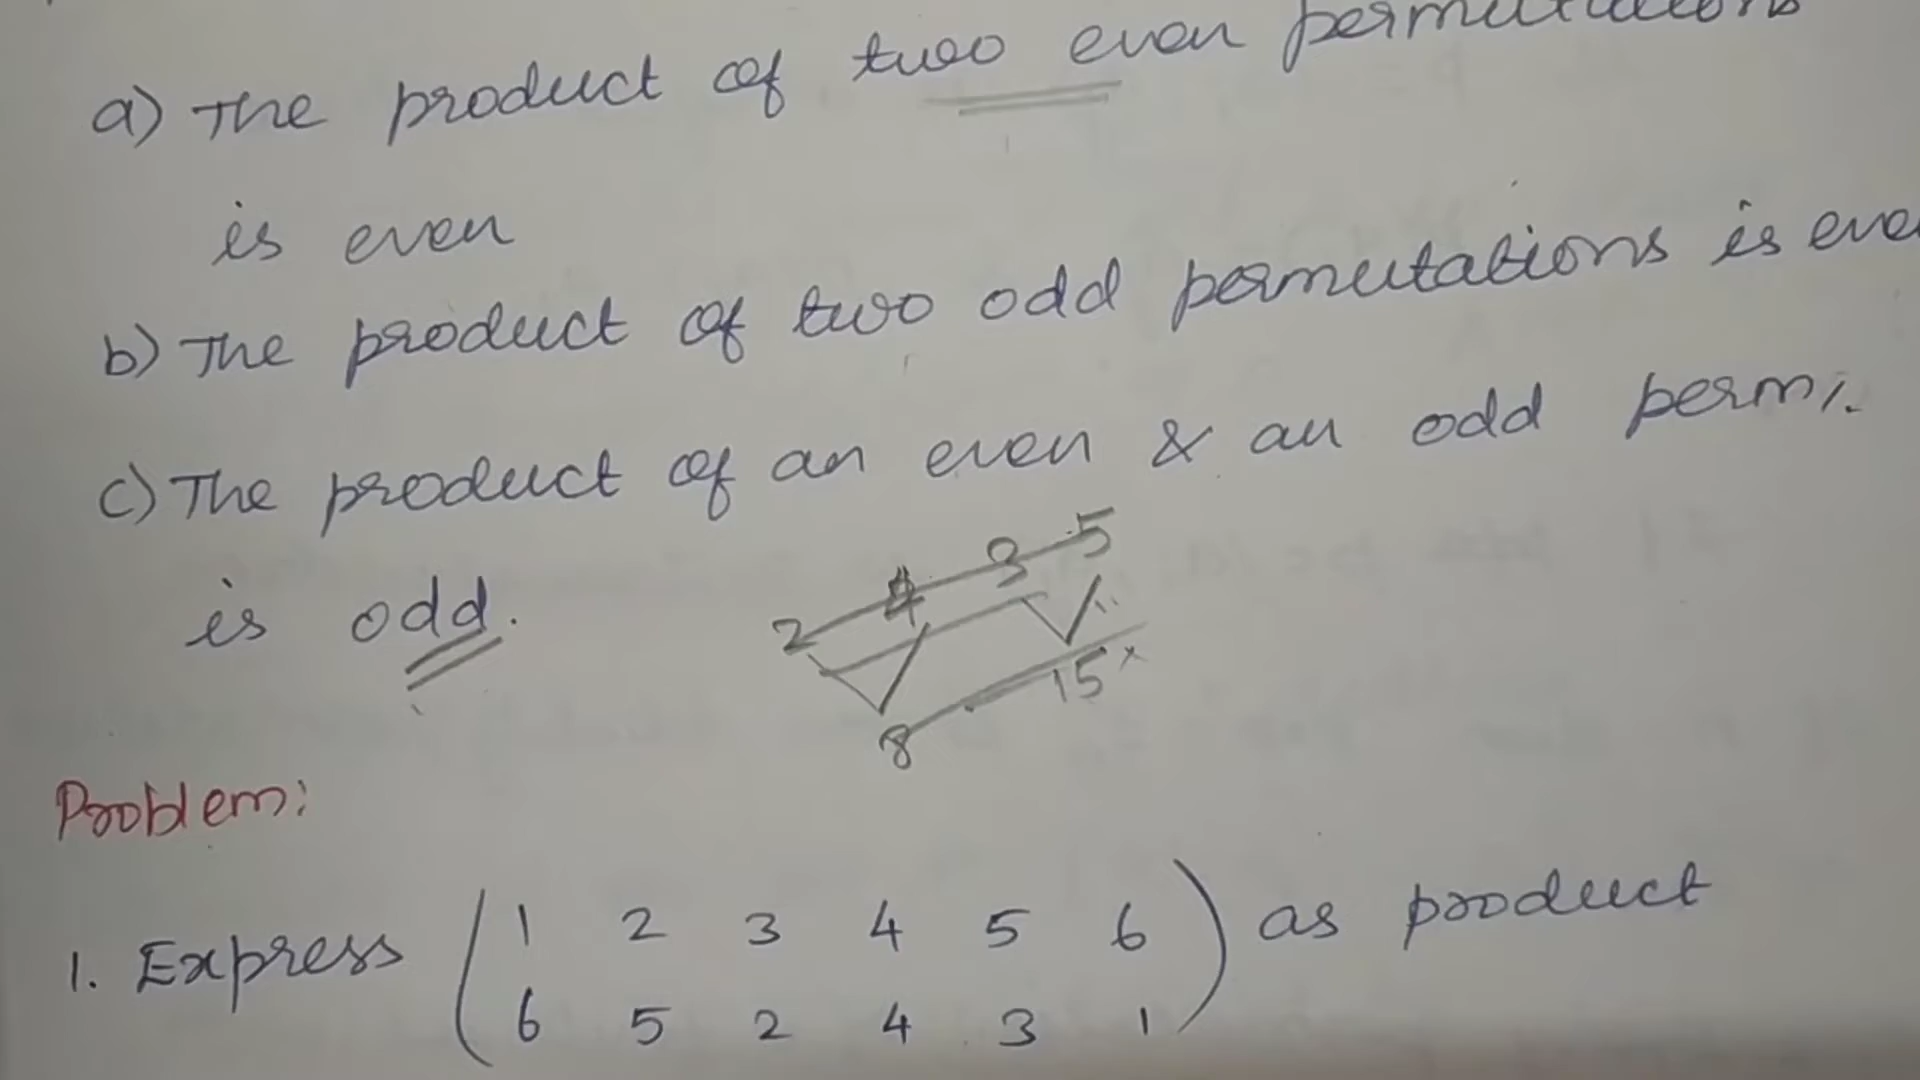 a) The product of two even permutations
is even
b) The product of two odd permutations is eve
c) The product of an even & an odd perm
is odd.
2 4 3 5
8 15
Problem:
1. Express ( 1 2 3 4 5 6 ) as product
6 5 2 4 3 1